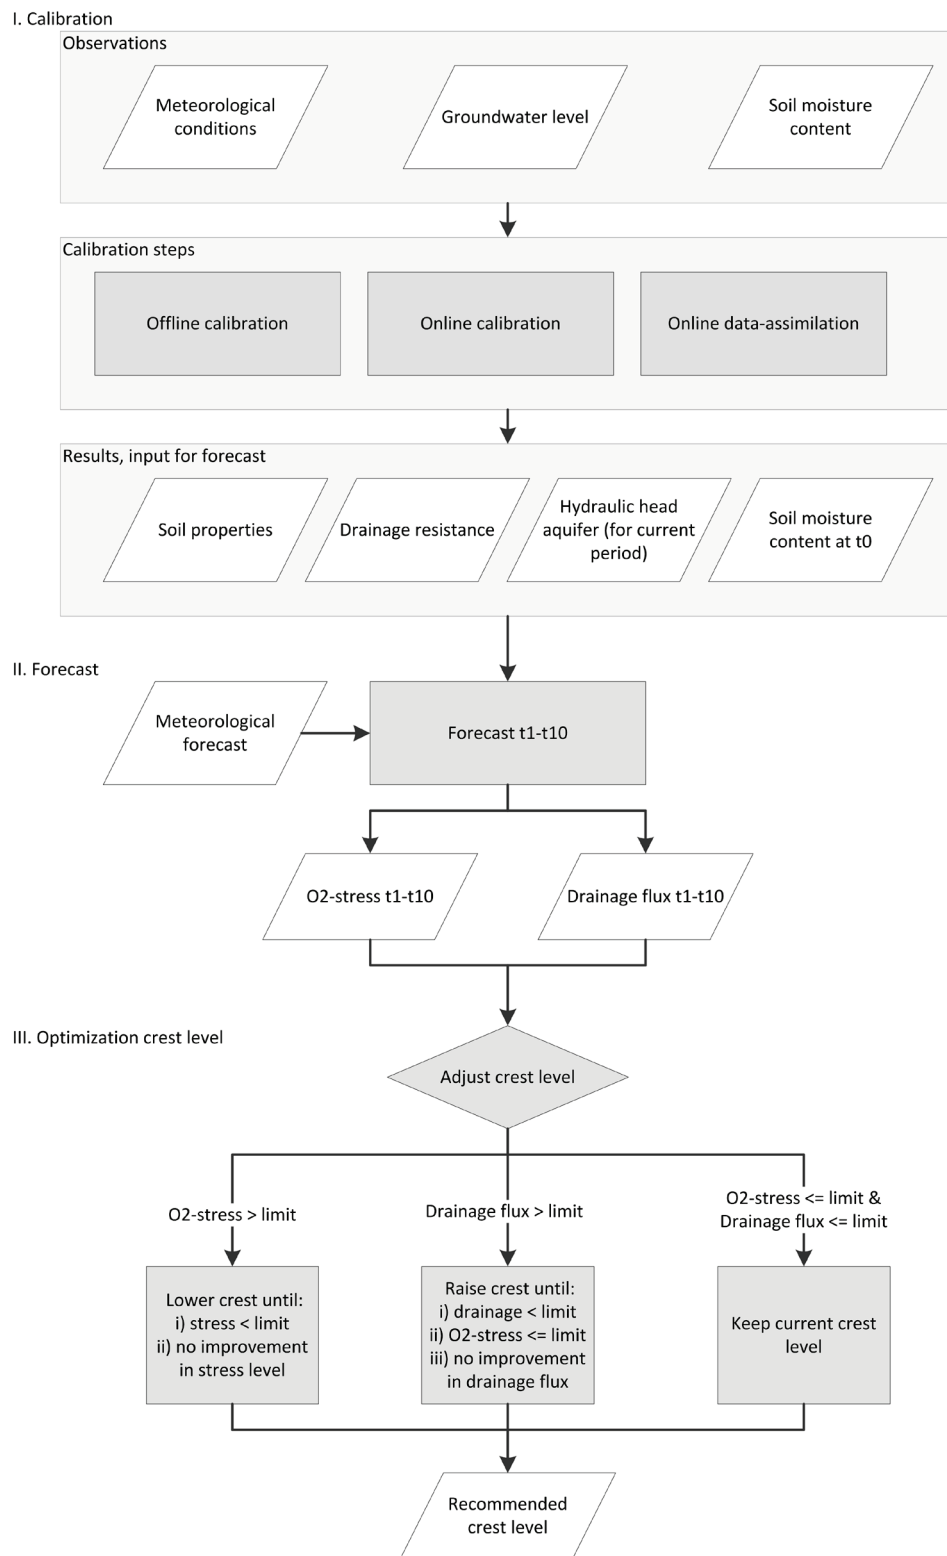 I. Calibration
Observations
Meteorological
conditions
Groundwater level
Soil moisture
content
Calibration steps
Offline calibration
Online calibration
Online data-assimilation
Results, input for forecast
Soil properties
Drainage resistance
Hydraulic head
aquifer (for current
period)
Soil moisture
content at t0
II. Forecast
Meteorological
forecast
Forecast t1-t10
O2-stress t1-t10
Drainage flux t1-t10
III. Optimization crest level
Adjust crest level
O2-stress > limit
Drainage flux > limit
O2-stress <= limit &
Drainage flux <= limit
Lower crest until:
i) stress < limit
ii) no improvement
in stress level
Raise crest until:
i) drainage < limit
ii) O2-stress <= limit
iii) no improvement
in drainage flux
Keep current crest
level
Recommended
crest level